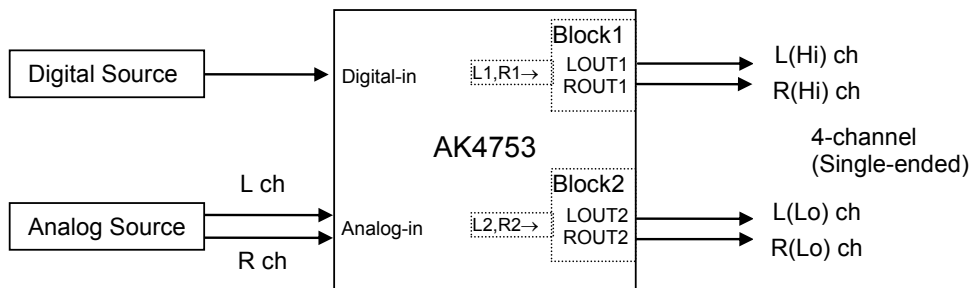 Digital Source
Digital-in
L1,R1→
Block1
LOUT1
ROUT1
L(Hi) ch
R(Hi) ch
AK4753
4-channel
(Single-ended)
Analog Source
L ch
R ch
Analog-in
L2,R2→
Block2
LOUT2
ROUT2
L(Lo) ch
R(Lo) ch